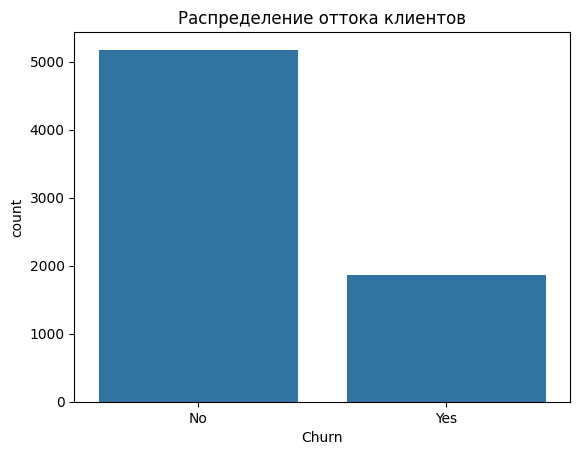 Распределение оттока клиентов
5000
4000
3000
2000
1000
0
count
No Yes
Churn